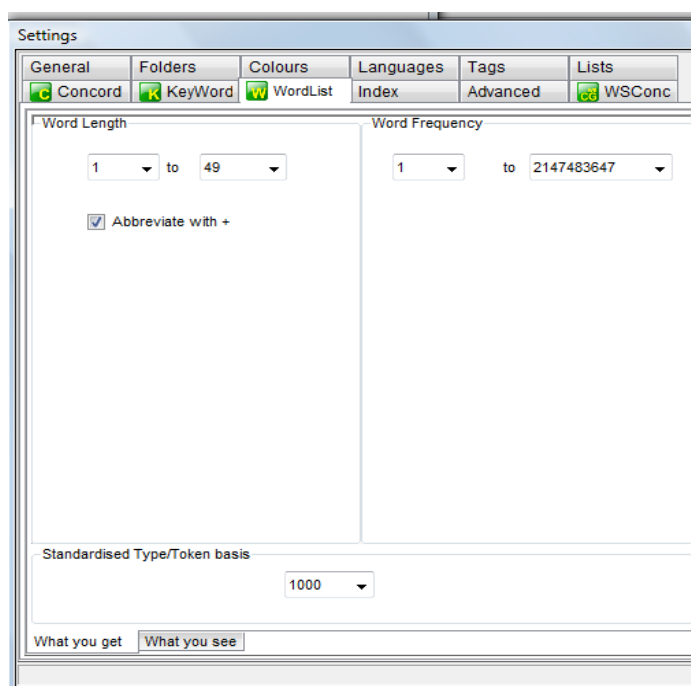 Settings
General Folders Colours Languages Tags Lists
C Concord K KeyWord W WordList Index Advanced CG WSConc
Word Length Word Frequency
1 to 49 1 to 2147483647
Abbreviate with +
Standardised Type/Token basis
1000
What you get What you see